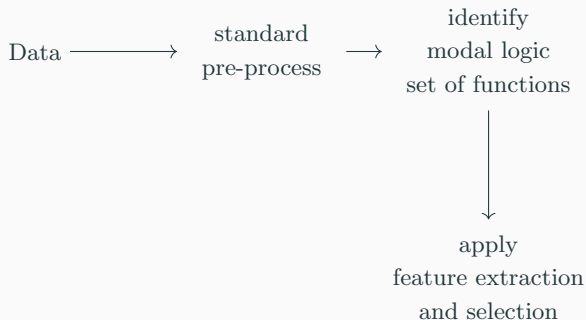 Data
standard
pre-process
identify
modal logic
set of functions
apply
feature extraction
and selection